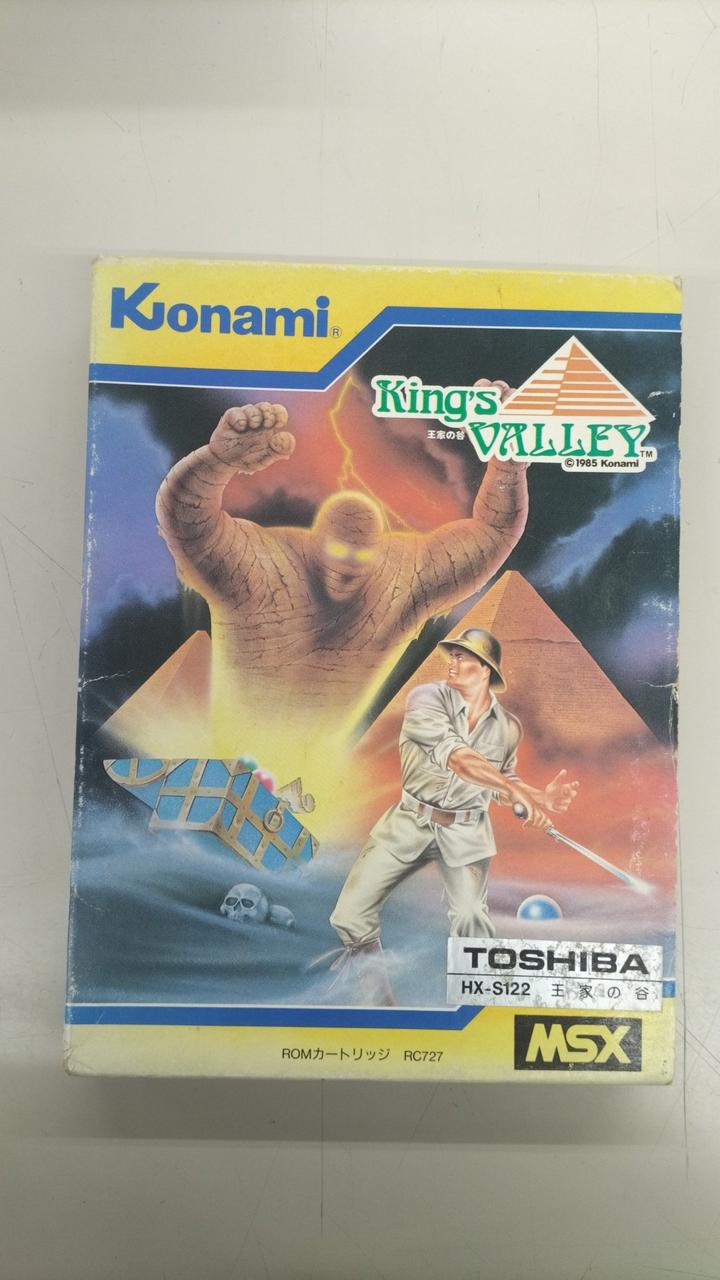 Konami®
King's
王家の谷
VALLEY™
©1985 Konami
TOSHIBA
HX-S122 王家の谷
ROMカートリッジ RC727
MSX